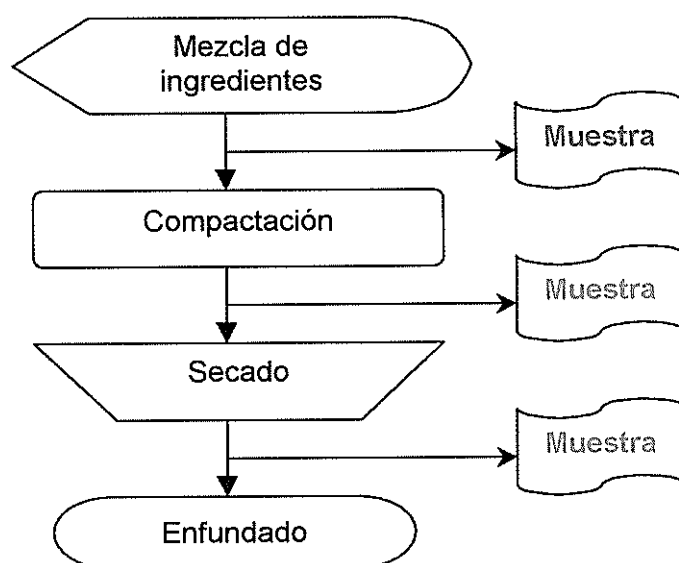 Mezcla de
ingredientes
Muestra
Compactación
Muestra
Secado
Muestra
Enfundado